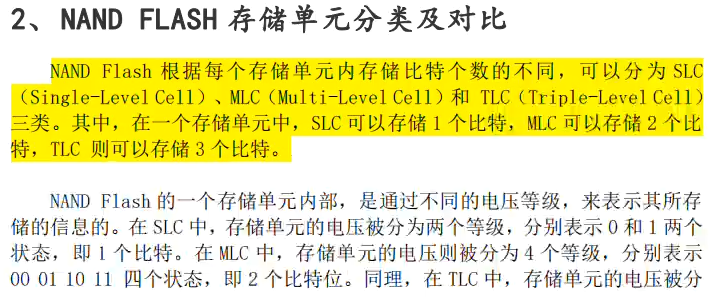 2、NAND FLASH 存储单元分类及对比
NAND Flash 根据每个存储单元内存储比特个数的不同，可以分为 SLC
（Single-Level Cell）、MLC（Multi-Level Cell）和 TLC（Triple-Level Cell）
三类。其中，在一个存储单元中，SLC 可以存储 1 个比特，MLC 可以存储 2 个比
特，TLC 则可以存储 3 个比特。
NAND Flash 的一个存储单元内部，是通过不同的电压等级，来表示其所存
储的信息的。在 SLC 中，存储单元的电压被分为两个等级，分别表示 0 和 1 两个
状态，即 1 个比特。在 MLC 中，存储单元的电压则被分为 4 个等级，分别表示
00 01 10 11 四个状态，即 2 个比特位。同理，在 TLC 中，存储单元的电压被分